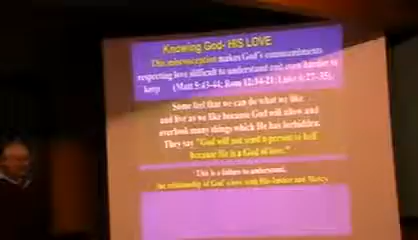 Knowing God- HIS LOVE
This misconception makes God's commandments
respecting love difficult to understand and even harder to
keep (Matt 5:43-44; Rom 12:14-21; Luke 6:27-35).
Some feel that we can do what we like
and live as we like because God will allow and
overlook many things which He has forbidden.
They say "God will not send a person to hell
because He is a God of love."
This is a failure to understand,
the relationship of God's love with His Justice and Mercy